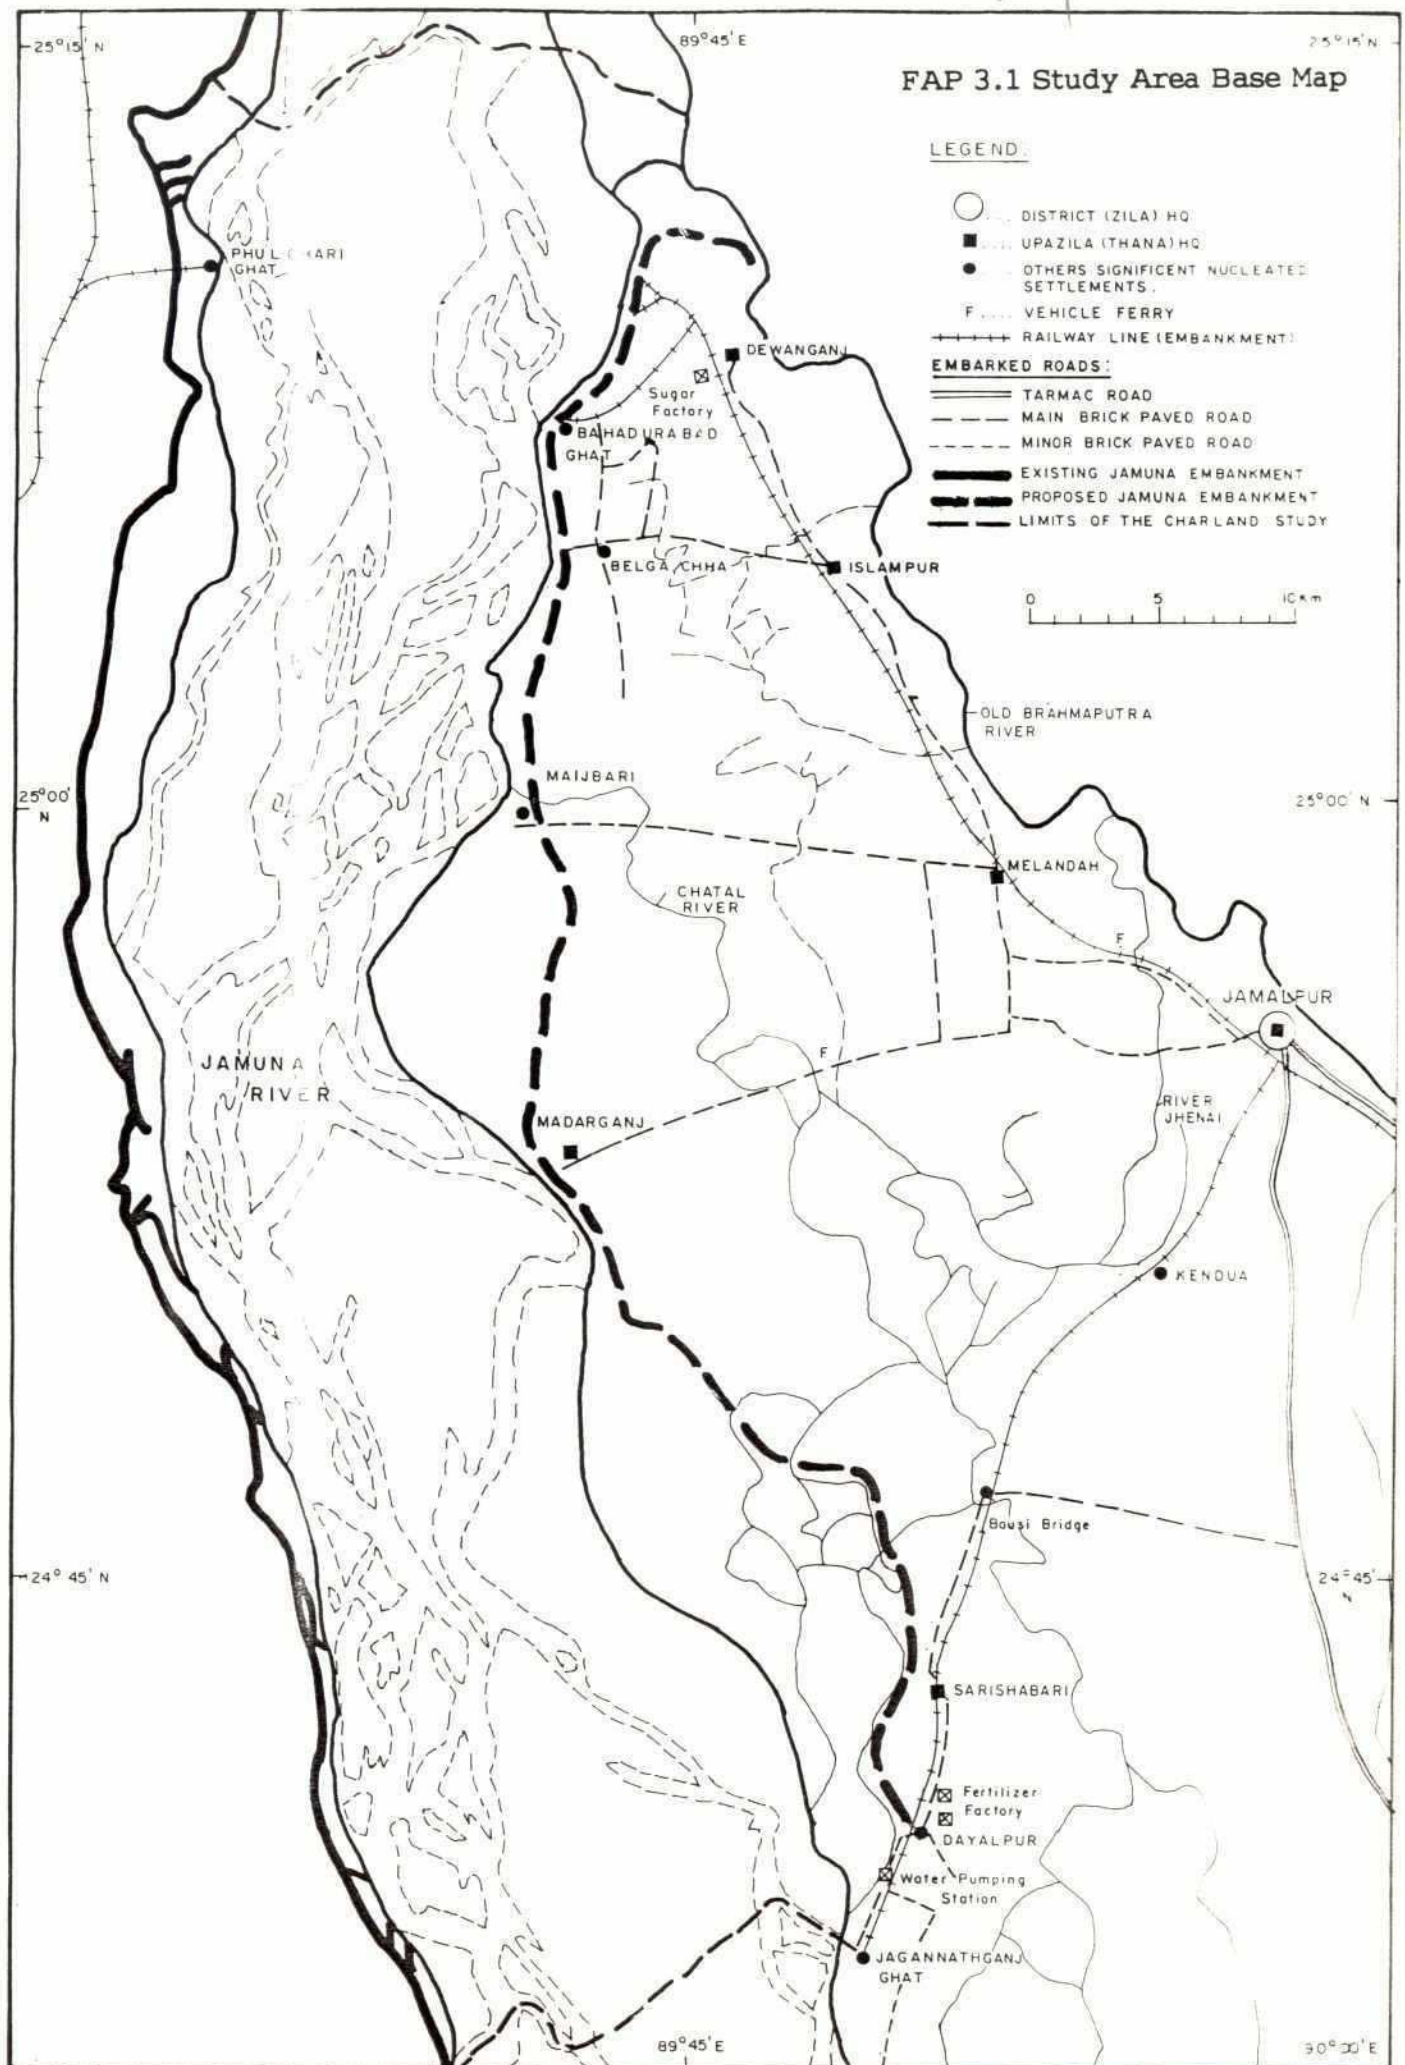 25°15' N
89°45' E
25°15' N
FAP 3.1 Study Area Base Map
LEGEND.
DISTRICT (ZILA) HQ
UPAZILA (THANA) HQ
OTHERS SIGNIFICENT NUCLEATED
SETTLEMENTS.
F .... VEHICLE FERRY
RAILWAY LINE (EMBANKMENT)
EMBARKED ROADS:
TARMAC ROAD
MAIN BRICK PAVED ROAD
MINOR BRICK PAVED ROAD
EXISTING JAMUNA EMBANKMENT
PROPOSED JAMUNA EMBANKMENT
LIMITS OF THE CHARLAND STUDY
0 5 10 Km
GHAT
DEWANGANJ
Sugar
Factory
BAHADURABAD
GHAT
BELGACHHA
ISLAMPUR
OLD BRAHMAPUTRA
RIVER
MAIJBARI
25°00'
N
25°00' N
MELANDAH
CHATAL
RIVER
F
JAMALPUR
F
JAMUNA
RIVER
RIVER
JHENAI
MADARGANJ
KENDUA
Bausi Bridge
24° 45' N
24°45'
N
SARISHABARI
Fertilizer
Factory
DAYALPUR
Water Pumping
Station
JAGANNATHGANJ
GHAT
89°45' E
90°00' E